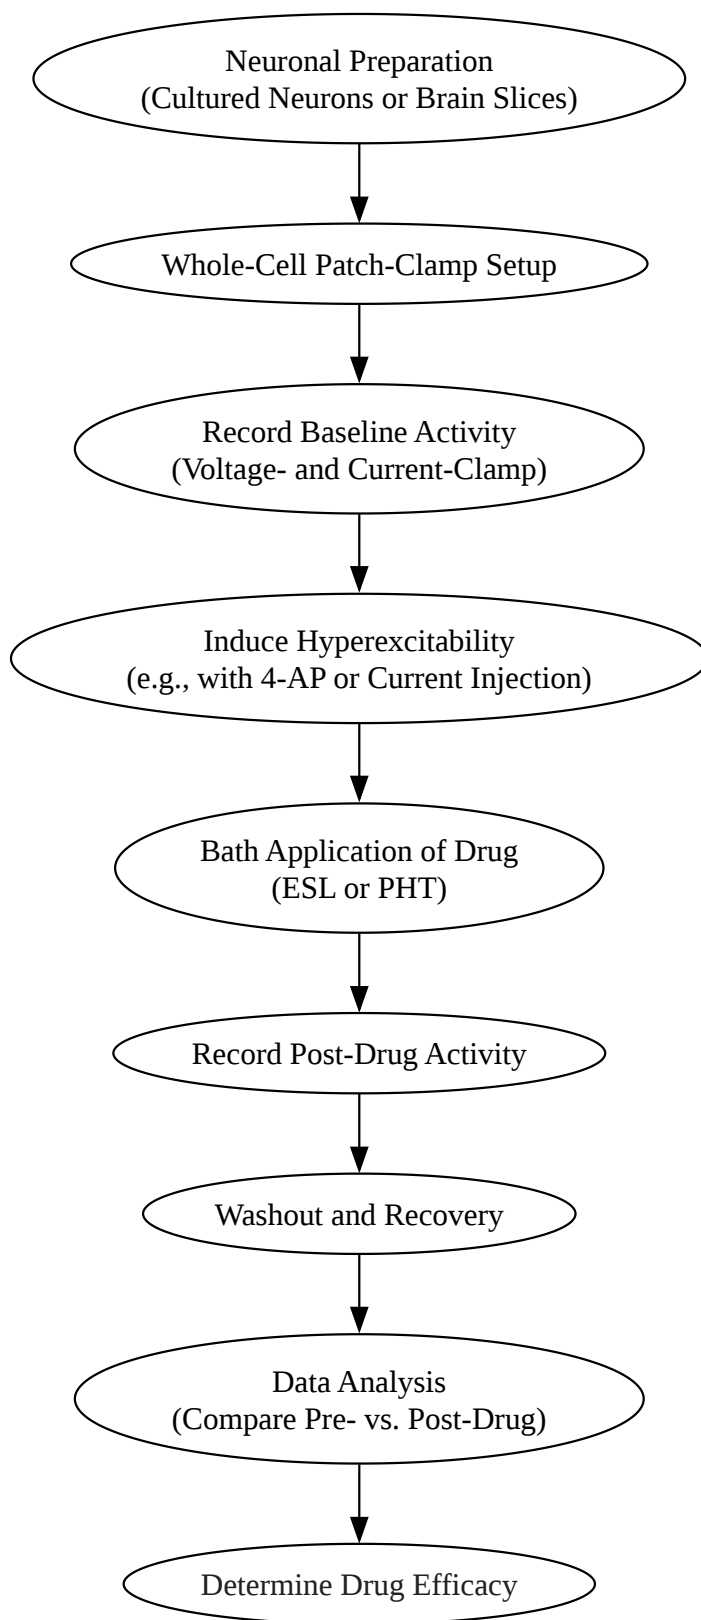 Neuronal Preparation
(Cultured Neurons or Brain Slices)
Whole-Cell Patch-Clamp Setup
Record Baseline Activity
(Voltage- and Current-Clamp)
Induce Hyperexcitability
(e.g., with 4-AP or Current Injection)
Bath Application of Drug
(ESL or PHT)
Record Post-Drug Activity
Washout and Recovery
Data Analysis
(Compare Pre- vs. Post-Drug)
Determine Drug Efficacy